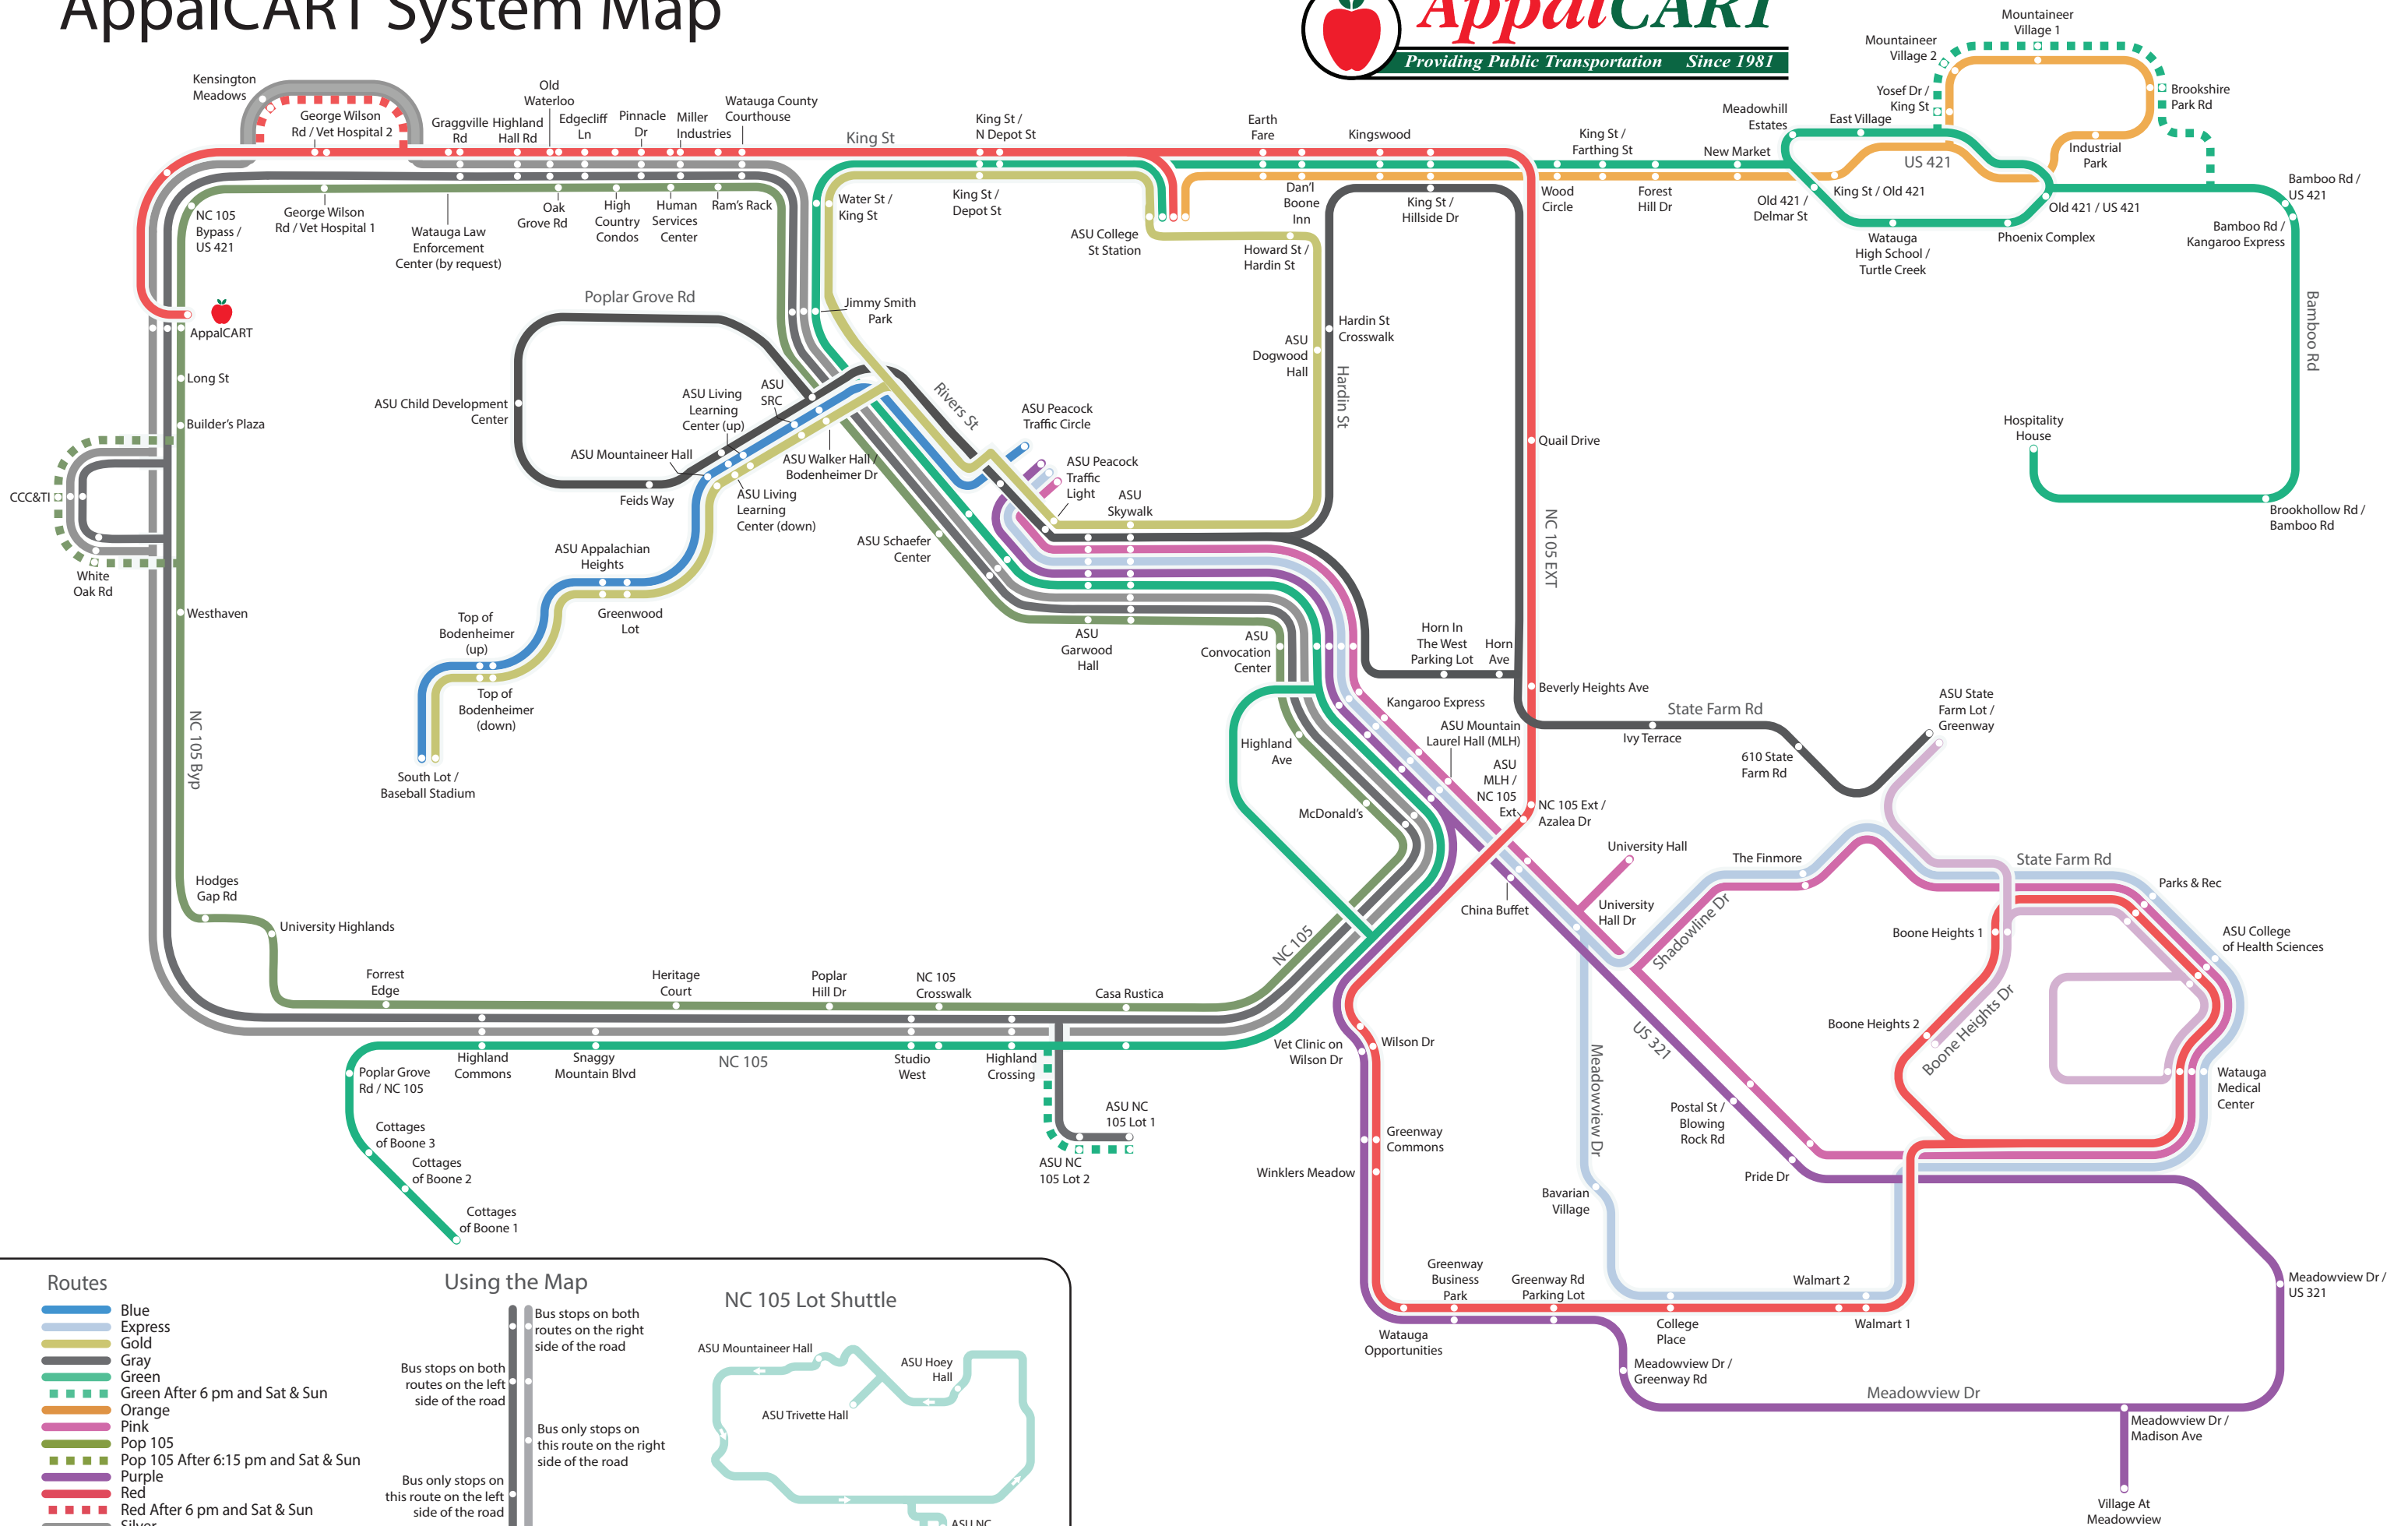 AppalCART System Map
AppalCART
Providing Public Transportation Since 1981
Mountaineer
Village 1
Mountaineer
Village 2
Yosef Dr /
King St
Brookshire
Park Rd
Industrial
Park
Meadowhill
Estates
East Village
US 421
Kensington
Meadows
George Wilson
Rd / Vet Hospital 2
Graggville
Rd
Highland
Hall Rd
Old
Waterloo
Edgecliff
Ln
Pinnacle
Dr
Miller
Industries
Watauga County
Courthouse
King St
King St /
N Depot St
Earth
Fare
Kingswood
King St /
Farthing St
New Market
NC 105
Bypass /
US 421
George Wilson
Rd / Vet Hospital 1
Watauga Law
Enforcement
Center (by request)
Oak
Grove Rd
High
Country
Condos
Human
Services
Center
Ram's Rack
Water St /
King St
King St /
Depot St
ASU College
St Station
Dan'l
Boone
Inn
Howard St /
Hardin St
King St /
Hillside Dr
Wood
Circle
Forest
Hill Dr
Old 421 /
Delmar St
King St / Old 421
Watauga
High School /
Turtle Creek
Phoenix Complex
Old 421 / US 421
Bamboo Rd /
US 421
Bamboo Rd /
Kangaroo Express
Bamboo Rd
Hospitality
House
Brookhollow Rd /
Bamboo Rd
AppalCART
Long St
Builder's Plaza
CCC&TI
White
Oak Rd
Westhaven
NC 105 Byp
Hodges
Gap Rd
University Highlands
Poplar Grove Rd
Jimmy Smith
Park
ASU Child Development
Center
ASU Living
Learning
Center (up)
ASU
SRC
ASU Mountaineer Hall
Feids Way
ASU Walker Hall /
Bodenheimer Dr
ASU Living
Learning
Center (down)
ASU Appalachian
Heights
Greenwood
Lot
Top of
Bodenheimer
(up)
Top of
Bodenheimer
(down)
South Lot /
Baseball Stadium
Rivers St
ASU Peacock
Traffic Circle
ASU Peacock
Traffic
Light
ASU
Skywalk
ASU Schaefer
Center
ASU
Garwood
Hall
ASU
Convocation
Center
ASU
Dogwood
Hall
Hardin St
Crosswalk
Hardin St
Quail Drive
NC 105 EXT
Horn In
The West
Parking Lot
Horn
Ave
Beverly Heights Ave
State Farm Rd
Ivy Terrace
610 State
Farm Rd
ASU State
Farm Lot /
Greenway
Kangaroo Express
ASU Mountain
Laurel Hall (MLH)
ASU
MLH /
NC 105
Ext
NC 105 Ext /
Azalea Dr
Highland
Ave
McDonald's
China Buffet
University Hall
University
Hall Dr
The Finmore
Shadowline Dr
State Farm Rd
Parks & Rec
ASU College
of Health Sciences
Boone Heights 1
Boone Heights 2
Boone Heights Dr
Watauga
Medical
Center
NC 105
Forrest
Edge
Heritage
Court
Poplar
Hill Dr
NC 105
Crosswalk
Casa Rustica
Poplar Grove
Rd / NC 105
Highland
Commons
Snaggy
Mountain Blvd
NC 105
Studio
West
Highland
Crossing
Cottages
of Boone 3
Cottages
of Boone 2
Cottages
of Boone 1
ASU NC
105 Lot 1
ASU NC
105 Lot 2
Vet Clinic on
Wilson Dr
Wilson Dr
Greenway
Commons
Winklers Meadow
US 321
Meadowview Dr
Postal St /
Blowing
Rock Rd
Pride Dr
Bavarian
Village
Greenway
Business
Park
Greenway Rd
Parking Lot
Walmart 2
Watauga
Opportunities
College
Place
Walmart 1
Meadowview Dr /
Greenway Rd
Meadowview Dr
Meadowview Dr /
US 321
Meadowview Dr /
Madison Ave
Village At
Meadowview
Routes
Blue
Express
Gold
Gray
Green
Green After 6 pm and Sat & Sun
Orange
Pink
Pop 105
Pop 105 After 6:15 pm and Sat & Sun
Purple
Red
Red After 6 pm and Sat & Sun
Silver
Using the Map
Bus stops on both
routes on the right
side of the road
Bus stops on both
routes on the left
side of the road
Bus only stops on
this route on the right
side of the road
Bus only stops on
this route on the left
side of the road
NC 105 Lot Shuttle
ASU Mountaineer Hall
ASU Hoey
Hall
ASU Trivette Hall
ASU NC